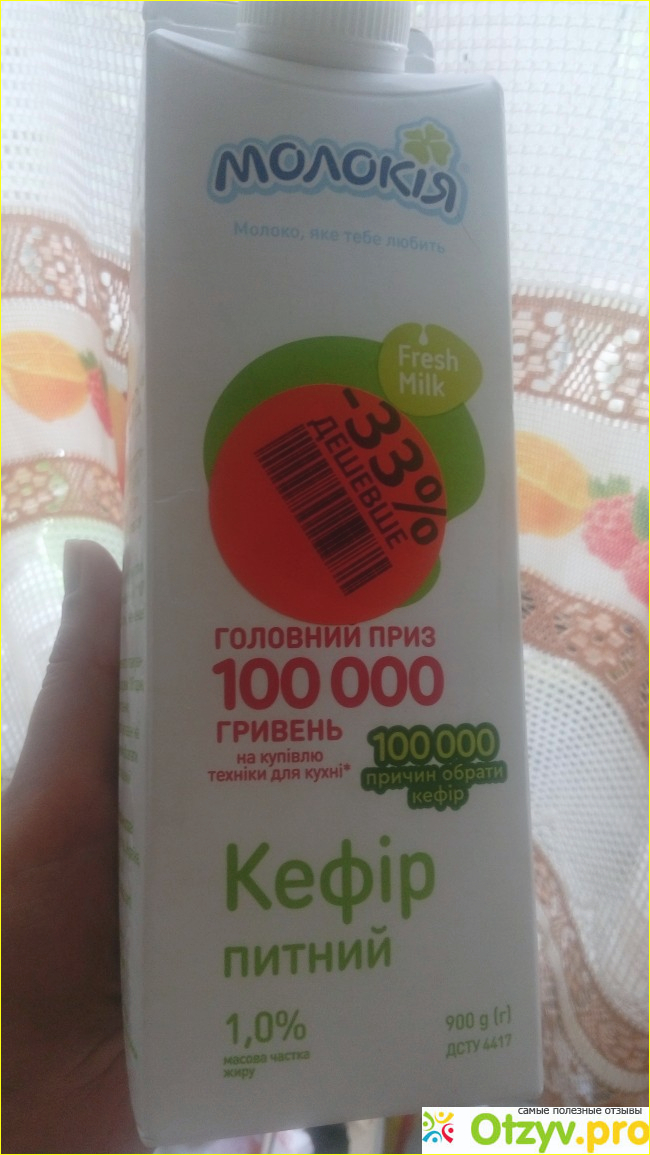 МОЛОКІЯ
Молоко, яке тебе любить
Fresh
Milk
-33%
ДЕШЕВШЕ
ГОЛОВНИЙ ПРИЗ
100 000
ГРИВЕНЬ
на купівлю
техніки для кухні*
100 000
причин обрати
кефір
Кефір
питний
1,0%
масова частка
жиру
900 g (г)
ДСТУ 4417
самые полезные отзывы
Otzyv.pro